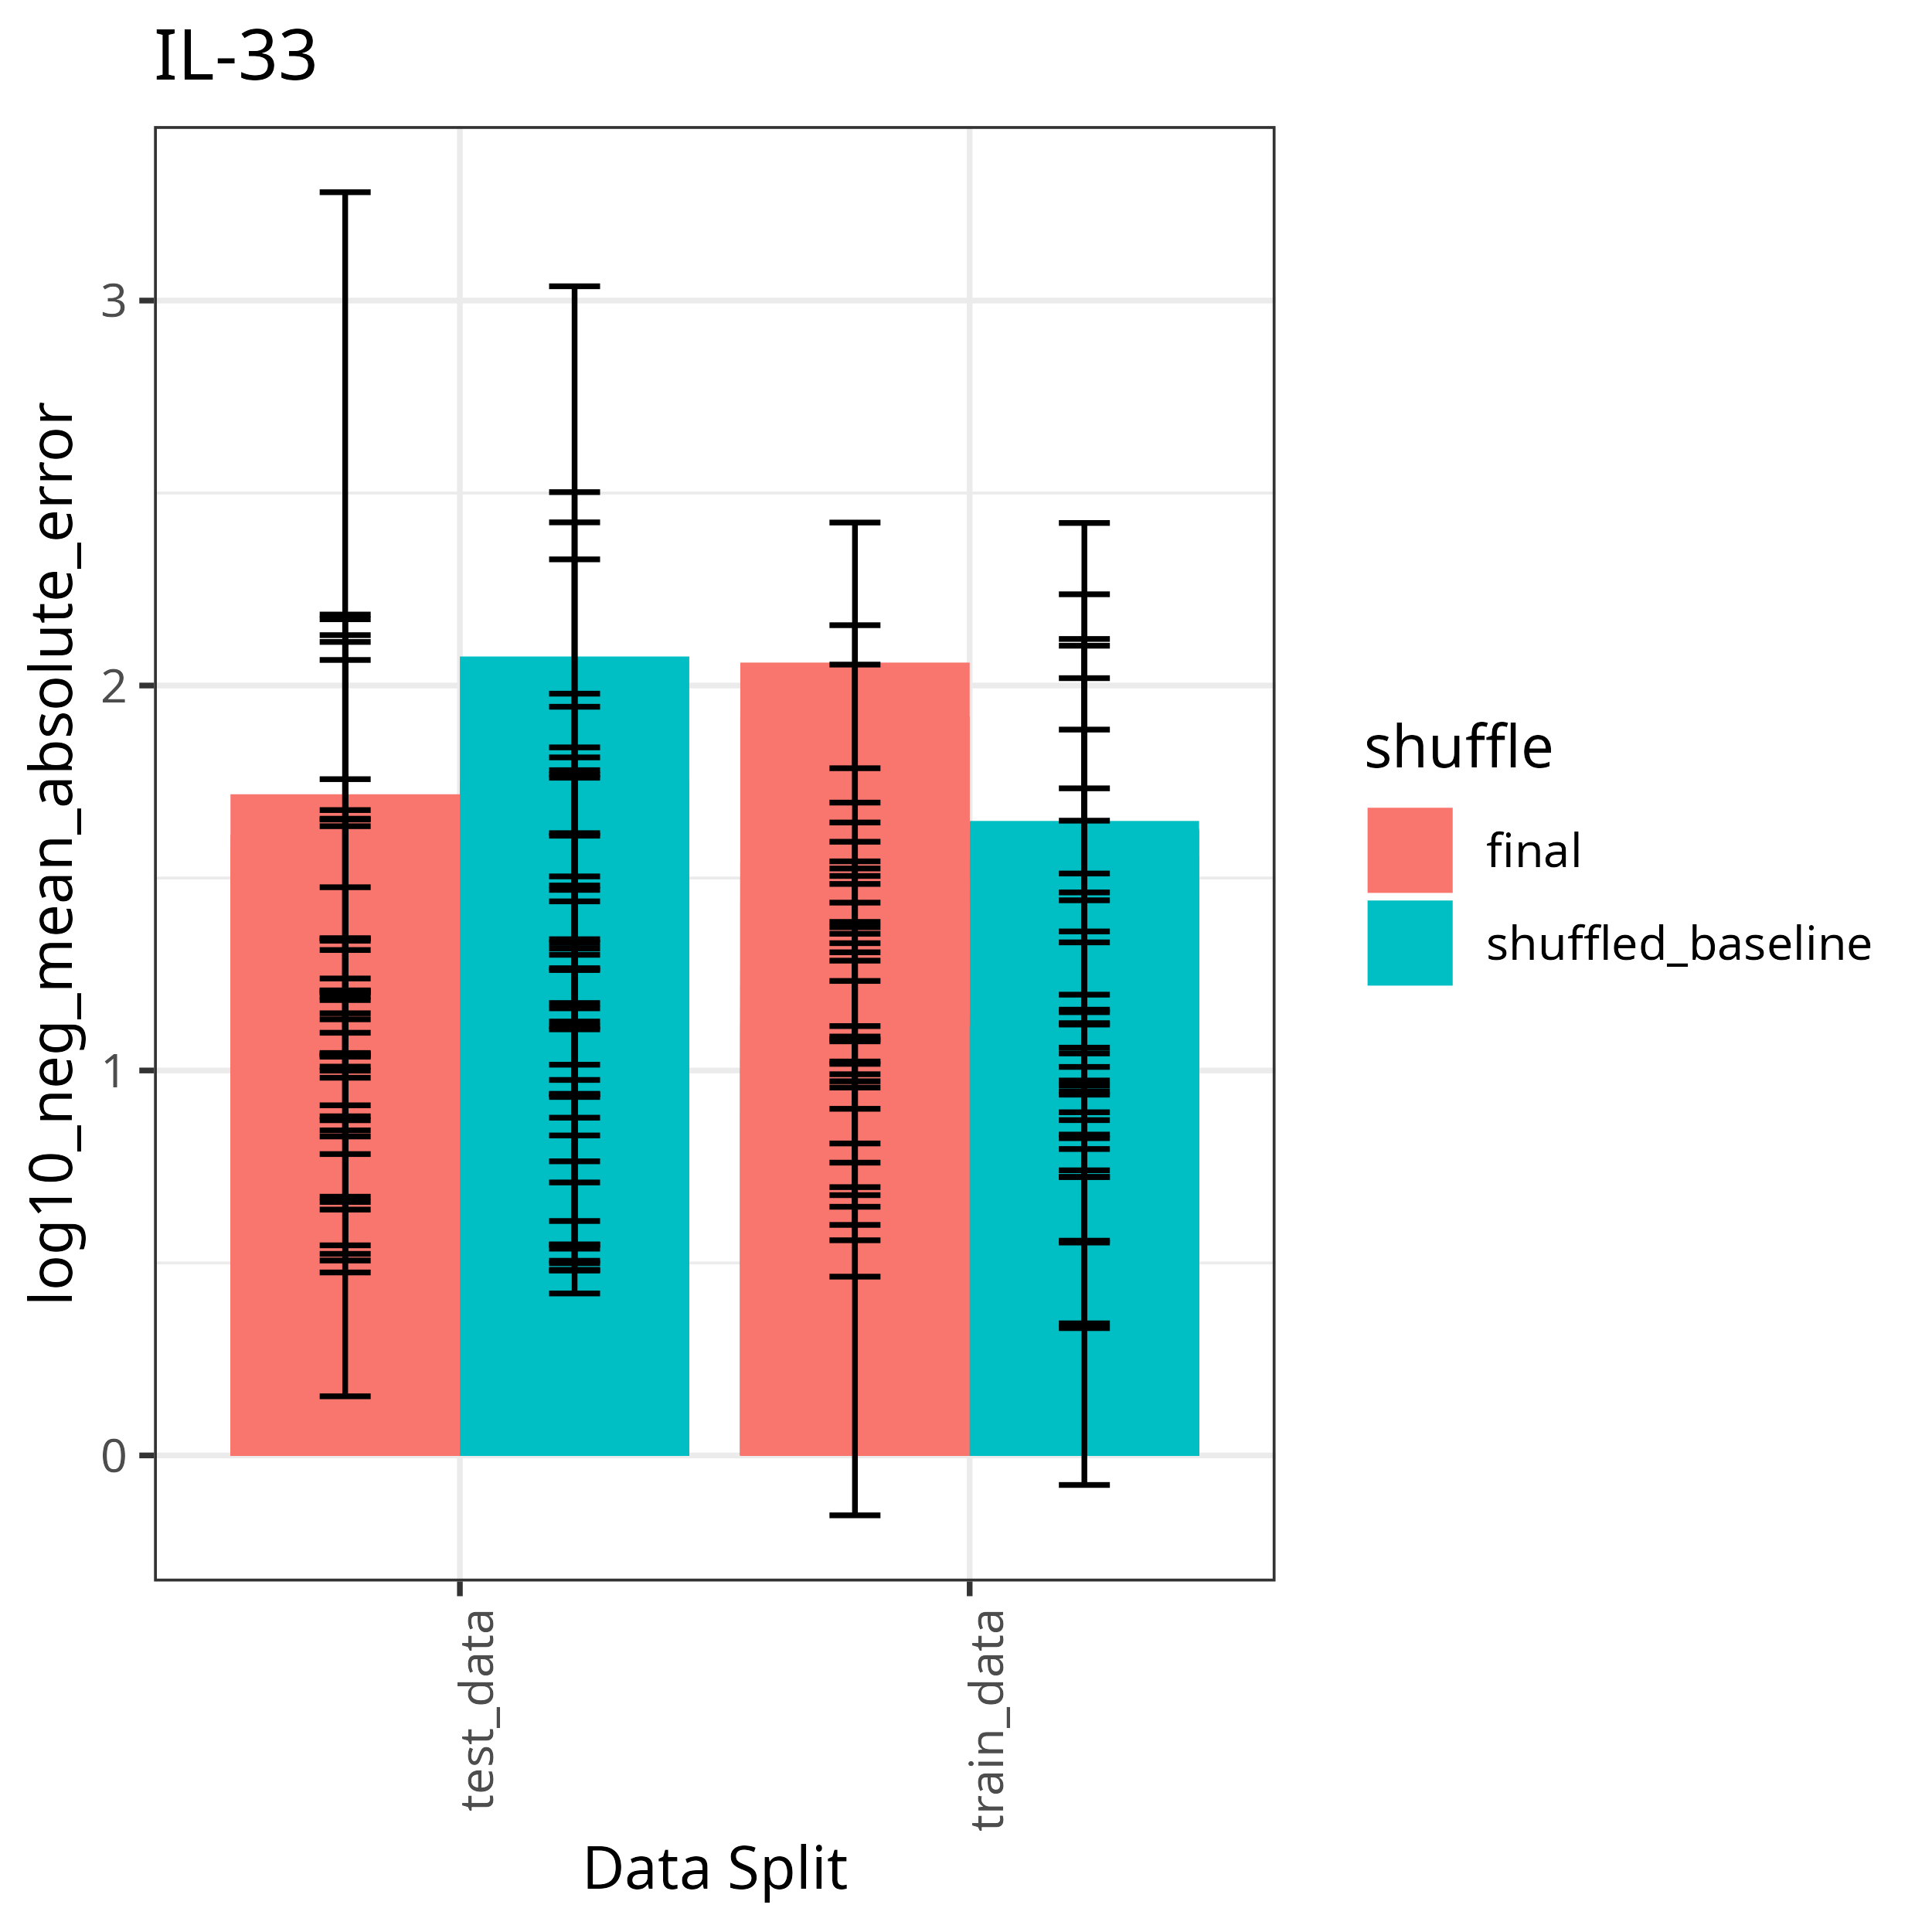 IL-33
log10_neg_mean_absolute_error
3
2
1
0
test_data
train_data
Data Split
shuffle
final
shuffled_baseline